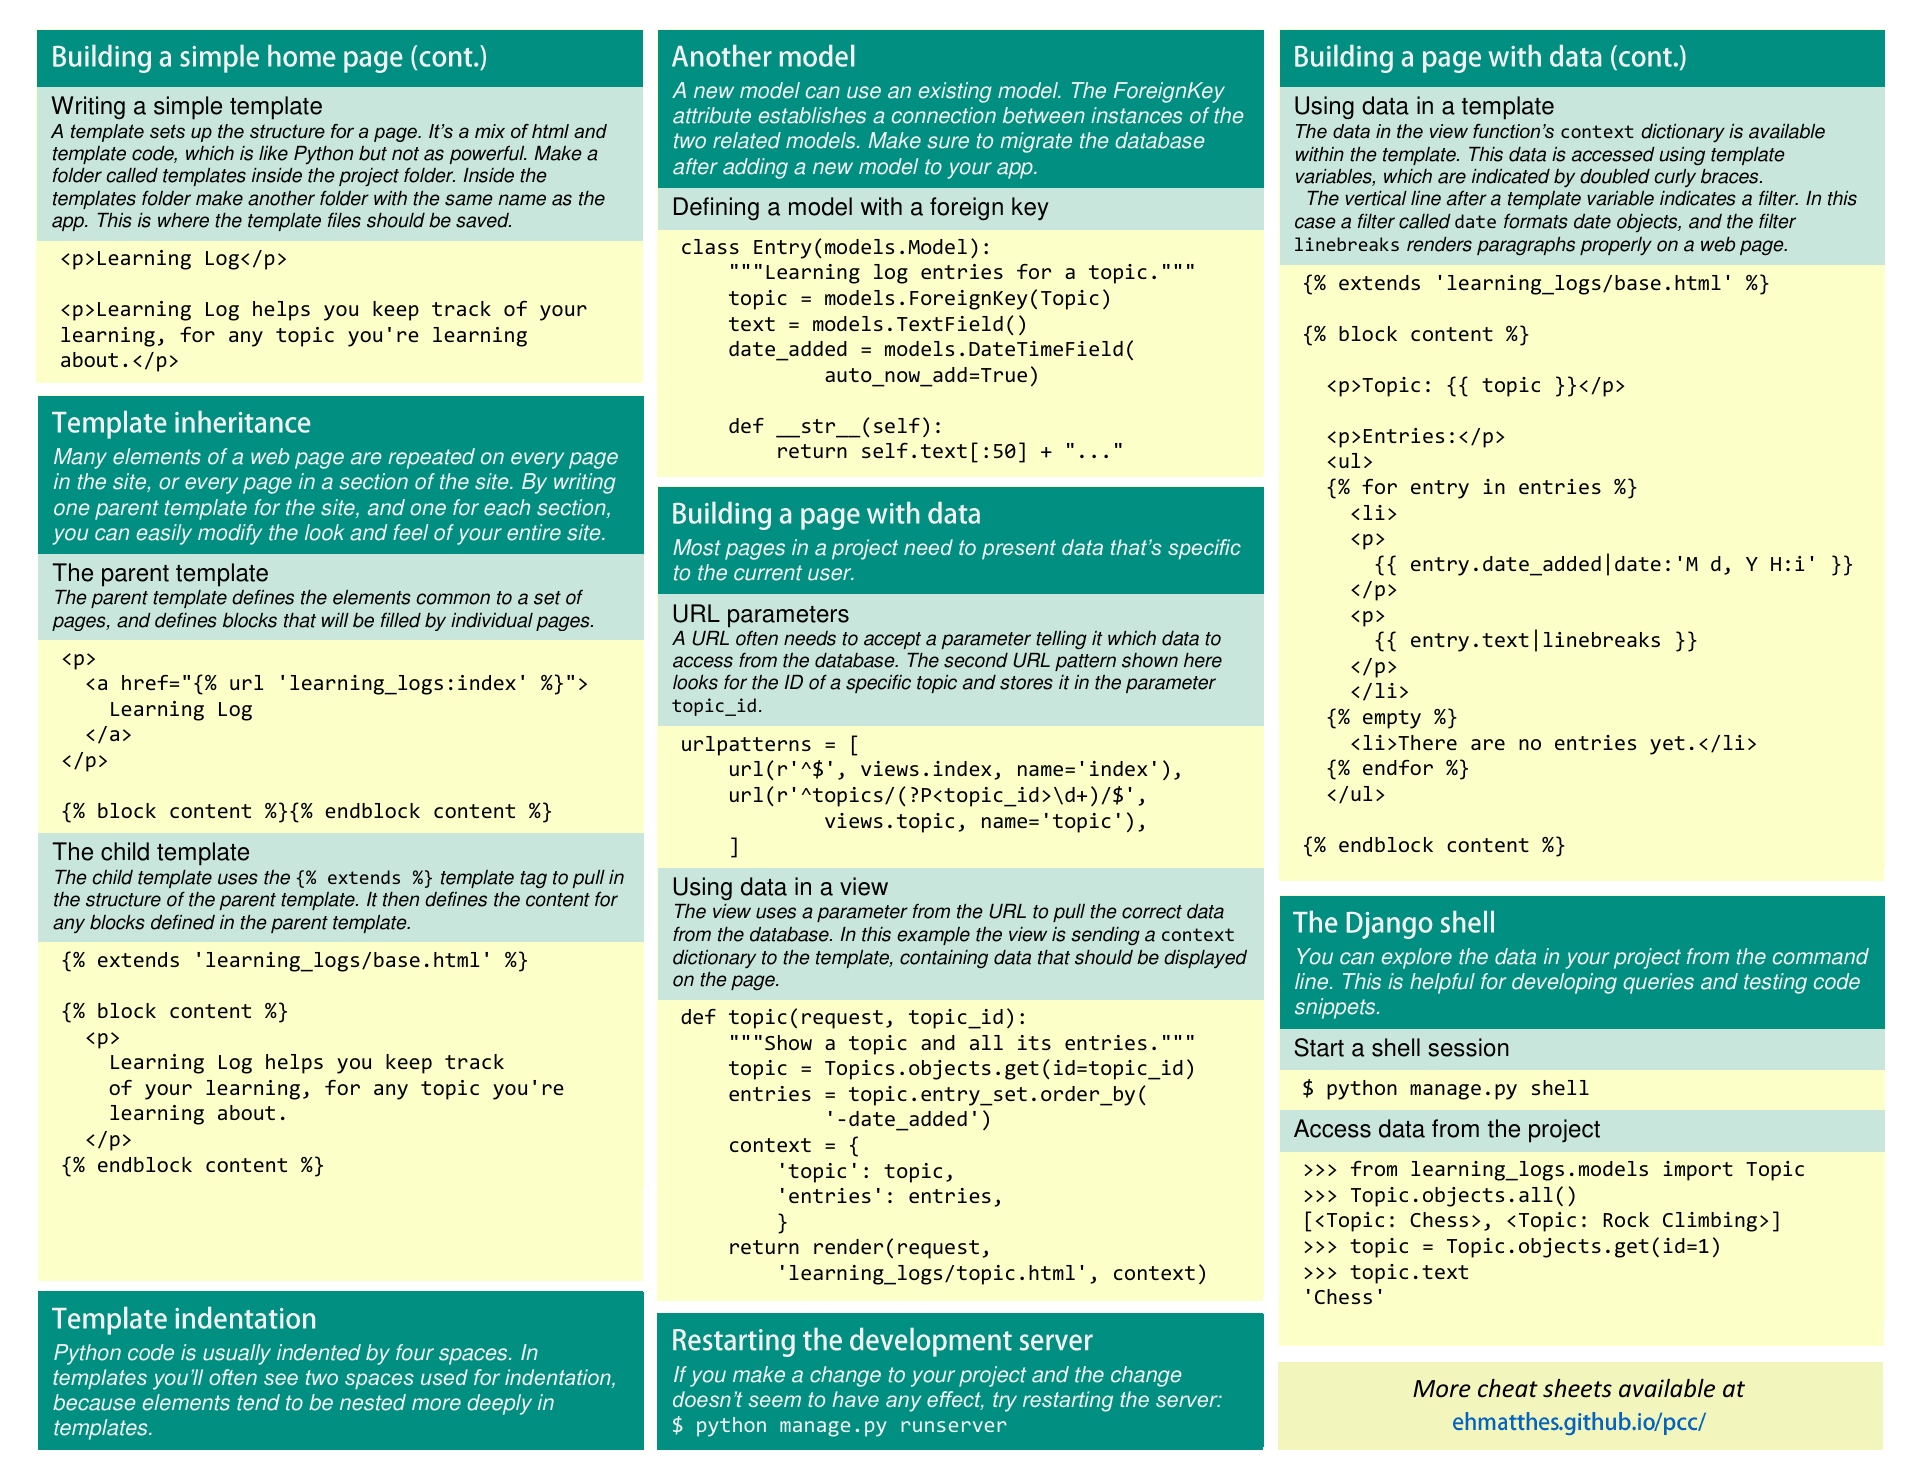 Building a simple home page (cont.)
Writing a simple template
A template sets up the structure for a page. It’s a mix of html and
template code, which is like Python but not as powerful. Make a
folder called templates inside the project folder. Inside the
templates folder make another folder with the same name as the
app. This is where the template files should be saved.
<p>Learning Log</p>
<p>Learning Log helps you keep track of your
learning, for any topic you're learning
about.</p>
Template inheritance
Many elements of a web page are repeated on every page
in the site, or every page in a section of the site. By writing
one parent template for the site, and one for each section,
you can easily modify the look and feel of your entire site.
The parent template
The parent template defines the elements common to a set of
pages, and defines blocks that will be filled by individual pages.
<p>
  <a href="{% url 'learning_logs:index' %}">
    Learning Log
  </a>
</p>
{% block content %}{% endblock content %}
The child template
The child template uses the {% extends %} template tag to pull in
the structure of the parent template. It then defines the content for
any blocks defined in the parent template.
{% extends 'learning_logs/base.html' %}
{% block content %}
  <p>
    Learning Log helps you keep track
    of your learning, for any topic you're
    learning about.
  </p>
{% endblock content %}
Template indentation
Python code is usually indented by four spaces. In
templates you’ll often see two spaces used for indentation,
because elements tend to be nested more deeply in
templates.
Another model
A new model can use an existing model. The ForeignKey
attribute establishes a connection between instances of the
two related models. Make sure to migrate the database
after adding a new model to your app.
Defining a model with a foreign key
class Entry(models.Model):
    """Learning log entries for a topic."""
    topic = models.ForeignKey(Topic)
    text = models.TextField()
    date_added = models.DateTimeField(
            auto_now_add=True)
    def __str__(self):
        return self.text[:50] + "..."
Building a page with data
Most pages in a project need to present data that’s specific
to the current user.
URL parameters
A URL often needs to accept a parameter telling it which data to
access from the database. The second URL pattern shown here
looks for the ID of a specific topic and stores it in the parameter
topic_id.
urlpatterns = [
    url(r'^$', views.index, name='index'),
    url(r'^topics/(?P<topic_id>\d+)/$',
            views.topic, name='topic'),
    ]
Using data in a view
The view uses a parameter from the URL to pull the correct data
from the database. In this example the view is sending a context
dictionary to the template, containing data that should be displayed
on the page.
def topic(request, topic_id):
    """Show a topic and all its entries."""
    topic = Topics.objects.get(id=topic_id)
    entries = topic.entry_set.order_by(
            '-date_added')
    context = {
        'topic': topic,
        'entries': entries,
        }
    return render(request,
        'learning_logs/topic.html', context)
Restarting the development server
If you make a change to your project and the change
doesn’t seem to have any effect, try restarting the server:
$ python manage.py runserver
Building a page with data (cont.)
Using data in a template
The data in the view function’s context dictionary is available
within the template. This data is accessed using template
variables, which are indicated by doubled curly braces.
The vertical line after a template variable indicates a filter. In this
case a filter called date formats date objects, and the filter
linebreaks renders paragraphs properly on a web page.
{% extends 'learning_logs/base.html' %}
{% block content %}
  <p>Topic: {{ topic }}</p>
  <p>Entries:</p>
  <ul>
  {% for entry in entries %}
    <li>
    <p>
      {{ entry.date_added|date:'M d, Y H:i' }}
    </p>
    <p>
      {{ entry.text|linebreaks }}
    </p>
    </li>
  {% empty %}
    <li>There are no entries yet.</li>
  {% endfor %}
  </ul>
{% endblock content %}
The Django shell
You can explore the data in your project from the command
line. This is helpful for developing queries and testing code
snippets.
Start a shell session
$ python manage.py shell
Access data from the project
>>> from learning_logs.models import Topic
>>> Topic.objects.all()
[<Topic: Chess>, <Topic: Rock Climbing>]
>>> topic = Topic.objects.get(id=1)
>>> topic.text
'Chess'
More cheat sheets available at
ehmatthes.github.io/pcc/